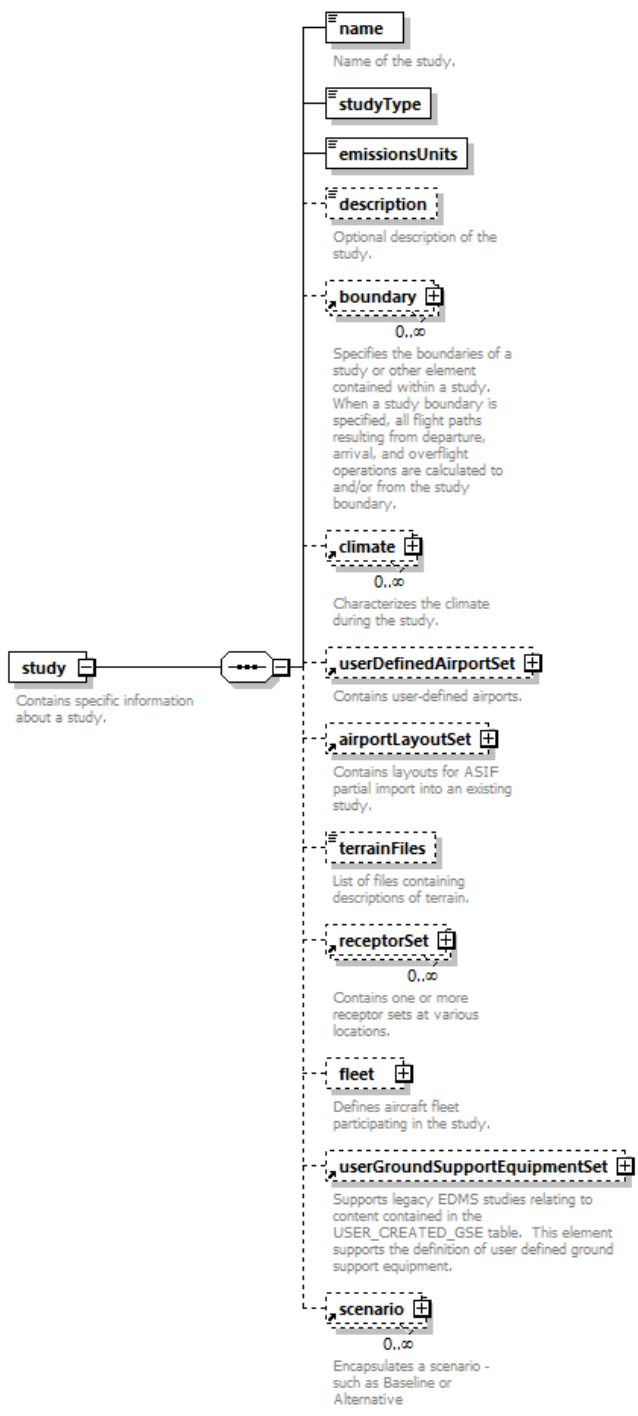 name
Name of the study.
studyType
emissionsUnits
description
Optional description of the
study.
boundary
0..∞
Specifies the boundaries of a
study or other element
contained within a study.
When a study boundary is
specified, all flight paths
resulting from departure,
arrival, and overflight
operations are calculated to
and/or from the study
boundary.
climate
0..∞
Characterizes the climate
during the study.
study
Contains specific information
about a study.
userDefinedAirportSet
Contains user-defined airports.
airportLayoutSet
Contains layouts for ASIF
partial import into an existing
study.
terrainFiles
List of files containing
descriptions of terrain.
receptorSet
0..∞
Contains one or more
receptor sets at various
locations.
fleet
Defines aircraft fleet
participating in the study.
userGroundSupportEquipmentSet
Supports legacy EDMS studies relating to
content contained in the
USER_CREATED_GSE table.  This element
supports the definition of user defined ground
support equipment.
scenario
0..∞
Encapsulates a scenario -
such as Baseline or
Alternative